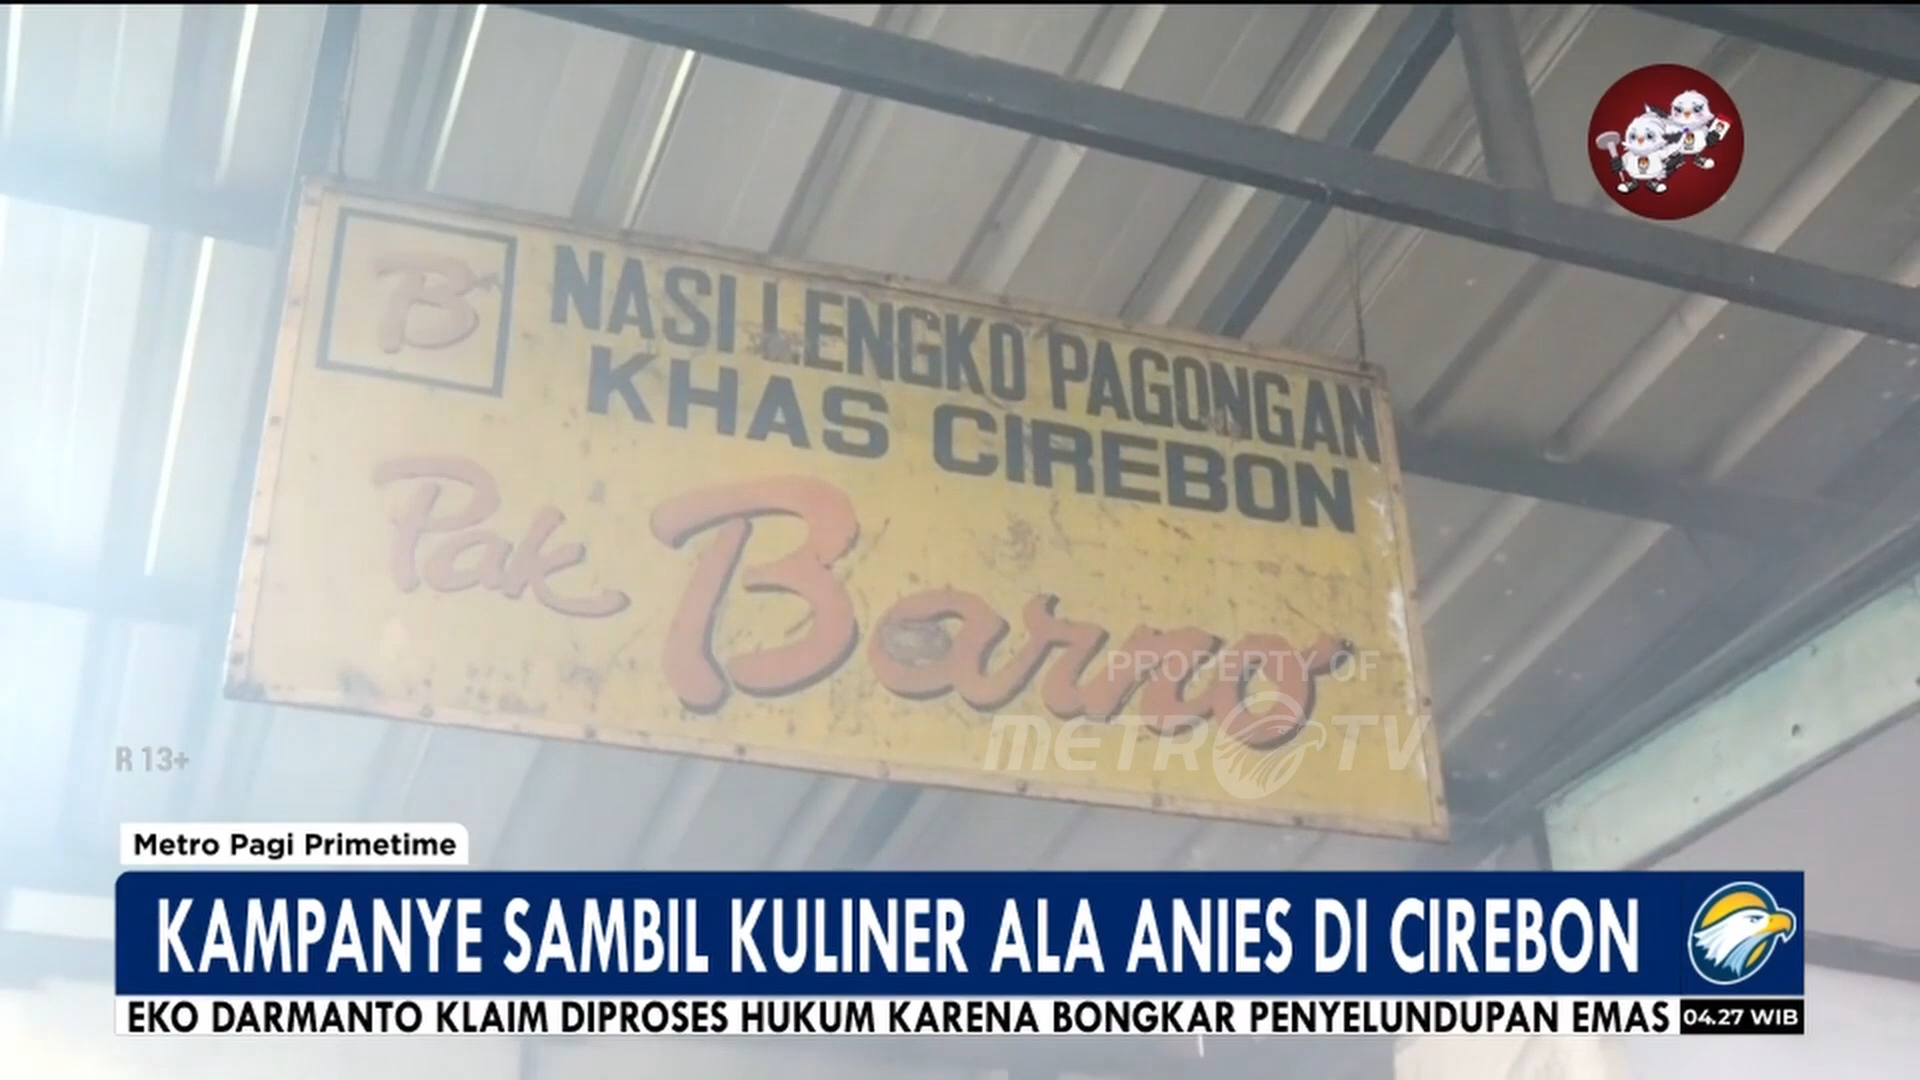 B
NASI LENGKO PAGONGAN
KHAS CIREBON
Pak Barno
PROPERTY OF
METRO TV
R 13+
Metro Pagi Primetime
KAMPANYE SAMBIL KULINER ALA ANIES DI CIREBON
EKO DARMANTO KLAIM DIPROSES HUKUM KARENA BONGKAR PENYELUNDUPAN EMAS
04.27 WIB